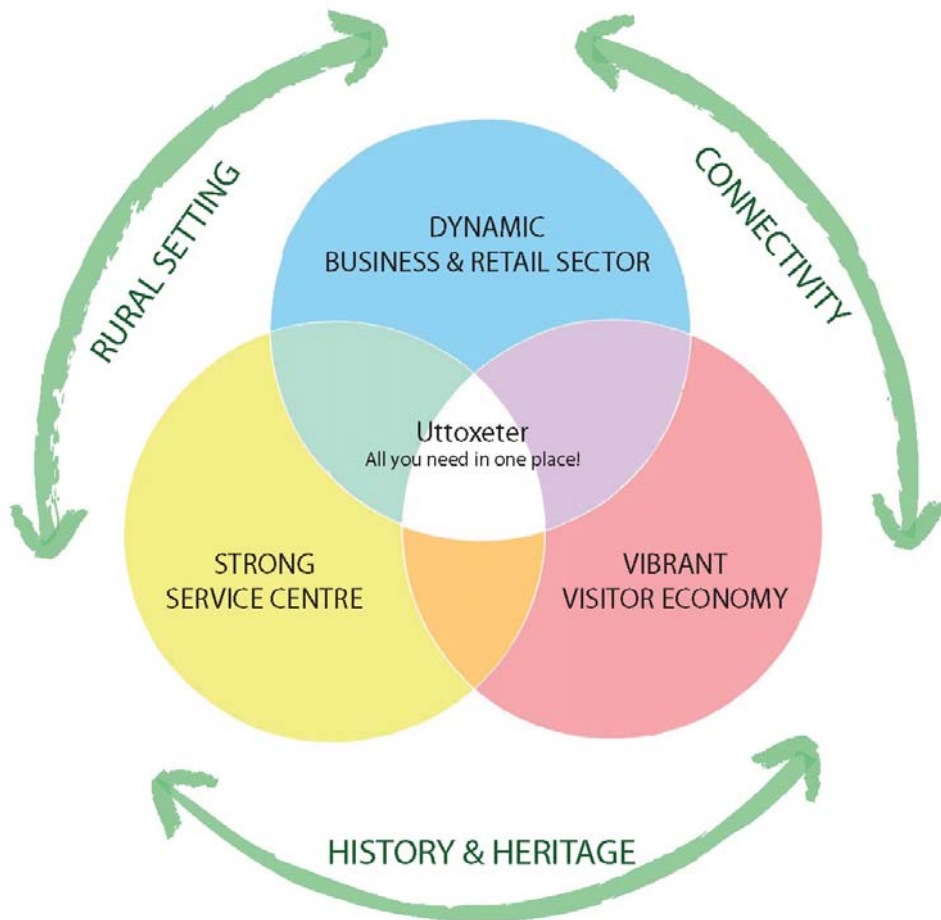 RURAL SETTING
CONNECTIVITY
DYNAMIC
BUSINESS & RETAIL SECTOR
Uttoxeter
All you need in one place!
STRONG
SERVICE CENTRE
VIBRANT
VISITOR ECONOMY
HISTORY & HERITAGE